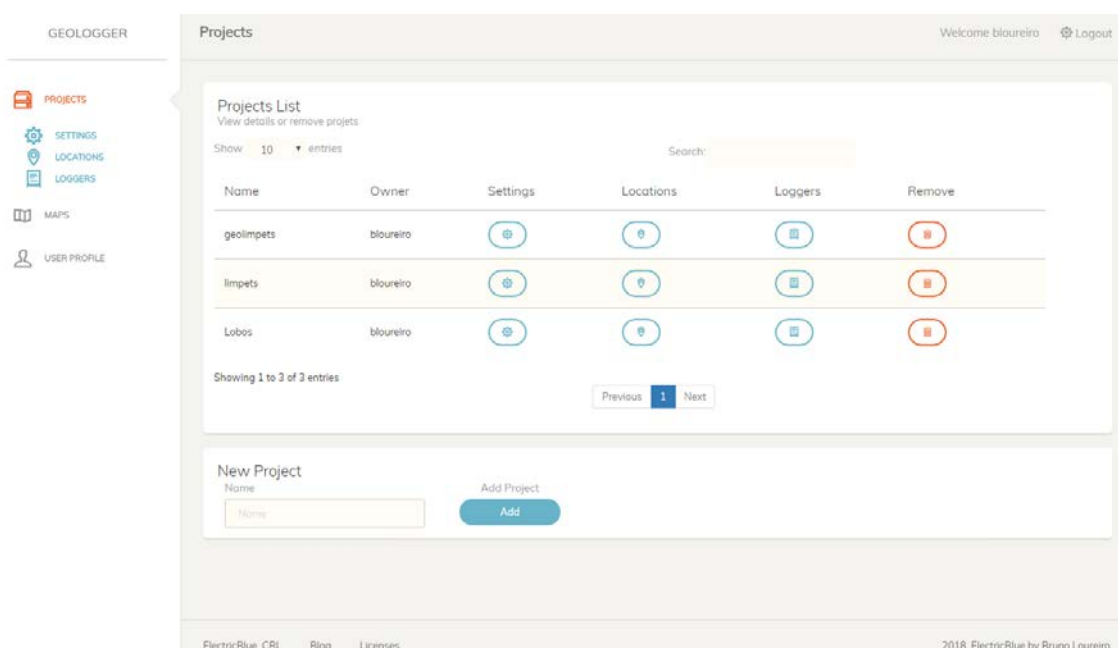 GEOLOGGER
Projects
Welcome bloureiro Logout
PROJECTS
SETTINGS
LOCATIONS
LOGGERS
MAPS
USER PROFILE
Projects List
View details or remove projets
Show 10 entries
Search:
Name Owner Settings Locations Loggers Remove
geolimpets bloureiro
limpets bloureiro
Lobos bloureiro
Showing 1 to 3 of 3 entries
Previous 1 Next
New Project
Name Add Project
Name Add
ElectricBlue, CRL Blog Licenses
2018, ElectricBlue by Bruno Loureiro